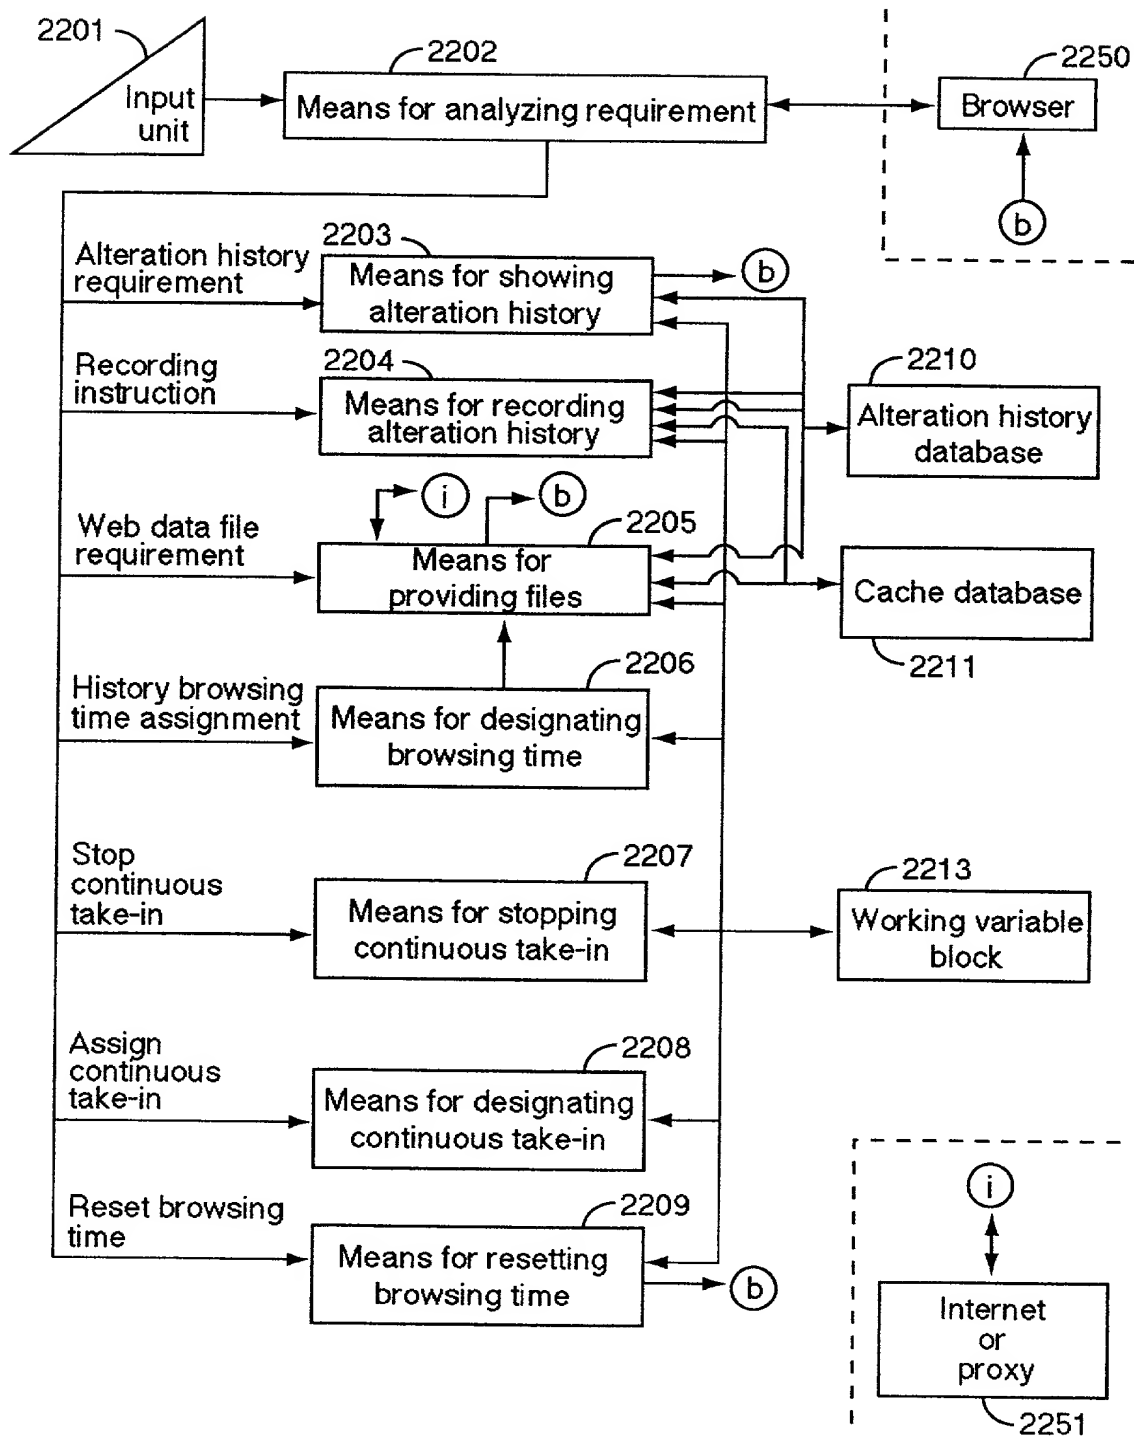 2201
Input
unit
2202
Means for analyzing requirement
2250
Browser
b
Alteration history
requirement
2203
Means for showing
alteration history
b
Recording
instruction
2204
Means for recording
alteration history
2210
Alteration history
database
i
b
Web data file
requirement
2205
Means for
providing files
Cache database
2211
History browsing
time assignment
2206
Means for designating
browsing time
Stop
continuous
take-in
2207
Means for stopping
continuous take-in
2213
Working variable
block
Assign
continuous
take-in
2208
Means for designating
continuous take-in
Reset browsing
time
2209
Means for resetting
browsing time
b
i
Internet
or
proxy
2251